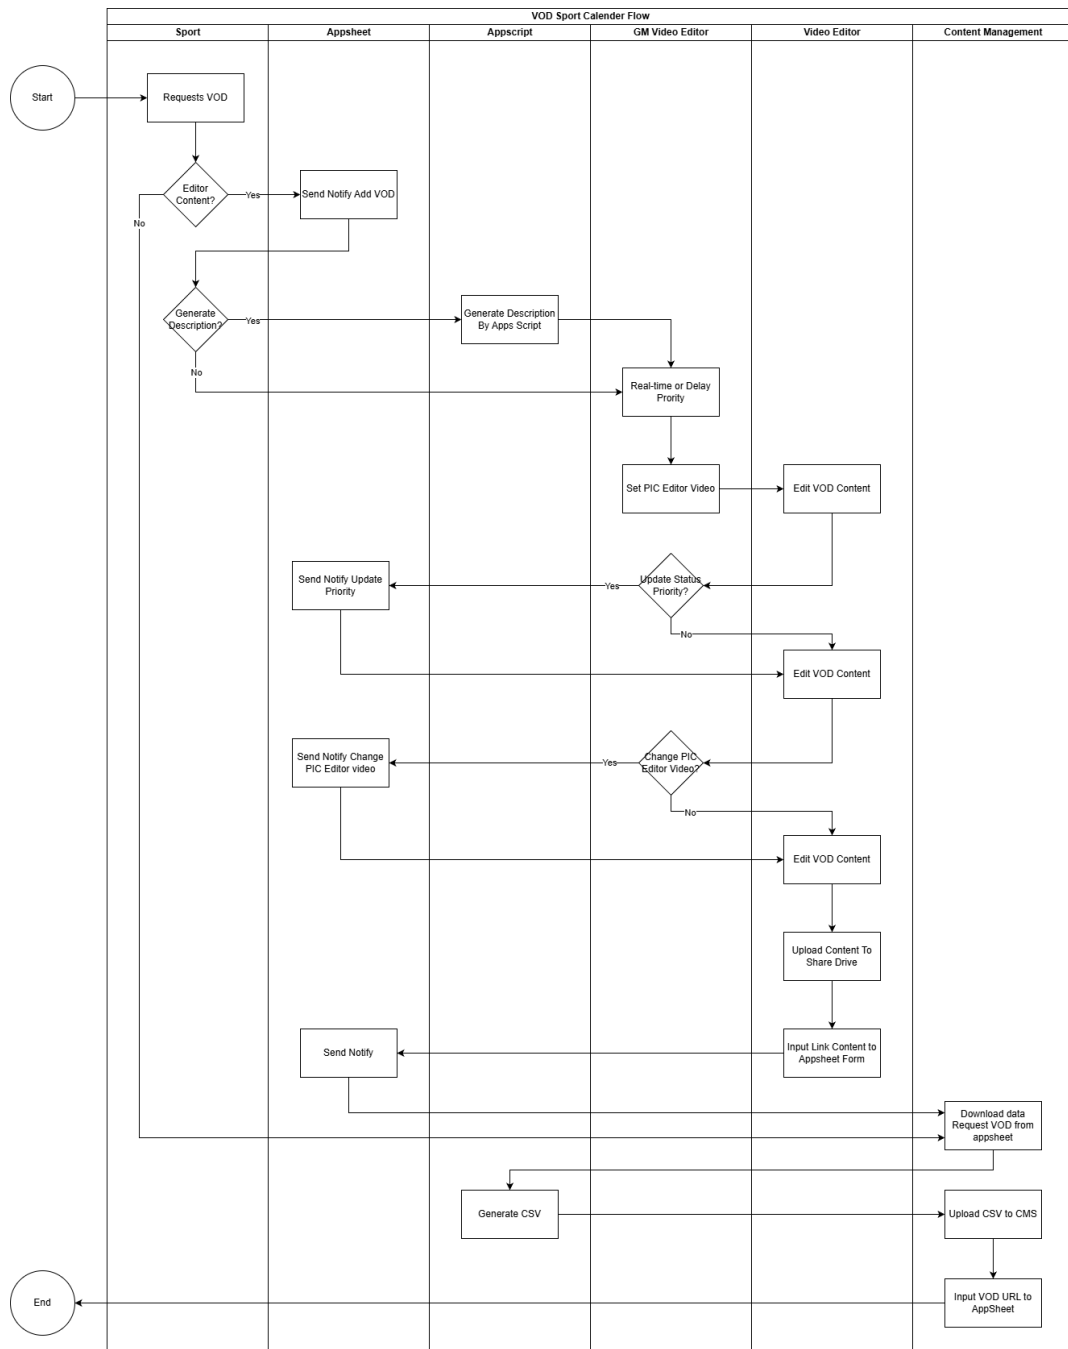 VOD Sport Calender Flow
Sport
Appsheet
Appscript
GM Video Editor
Video Editor
Content Management
Start
Requests VOD
Editor
Content?
Yes
Send Notify Add VOD
No
Generate
Description?
Yes
Generate Description
By Apps Script
No
Real-time or Delay
Prority
Set PIC Editor Video
Edit VOD Content
Send Notify Update
Priority
Yes
Update Status
Priority?
No
Edit VOD Content
Send Notify Change
PIC Editor video
Yes
Change PIC
Editor Video?
No
Edit VOD Content
Upload Content To
Share Drive
Send Notify
Input Link Content to
Appsheet Form
Download data
Request VOD from
appsheet
Generate CSV
Upload CSV to CMS
End
Input VOD URL to
AppSheet